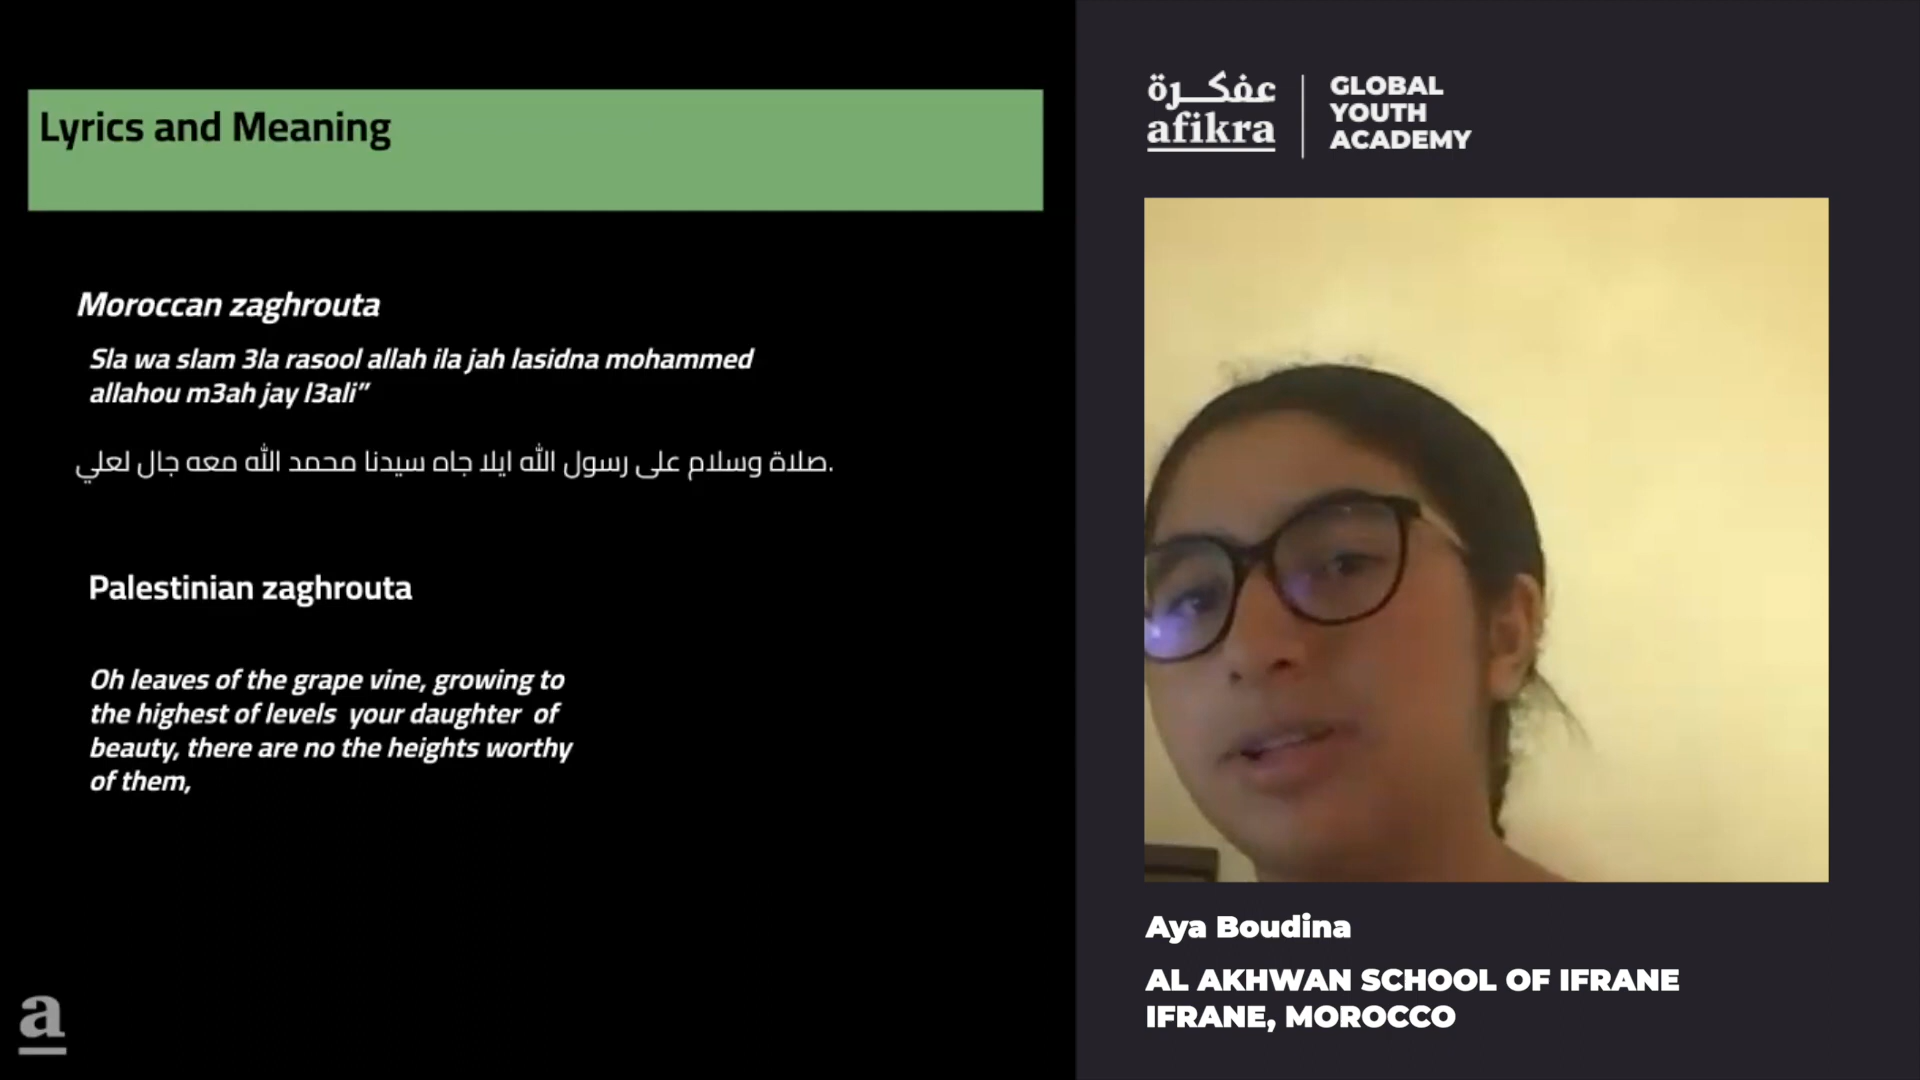 Lyrics and Meaning
Moroccan zaghrouta
Sla wa slam 3la rasool allah ila jah lasidna mohammed
allahou m3ah jay l3ali”
صلاة وسلام على رسول الله ايلا جاه سيدنا محمد الله معه جال لعلي.
Palestinian zaghrouta
Oh leaves of the grape vine, growing to
the highest of levels your daughter of
beauty, there are no the heights worthy
of them,
a
عفكرة
afikra
GLOBAL
YOUTH
ACADEMY
Aya Boudina
AL AKHWAN SCHOOL OF IFRANE
IFRANE, MOROCCO